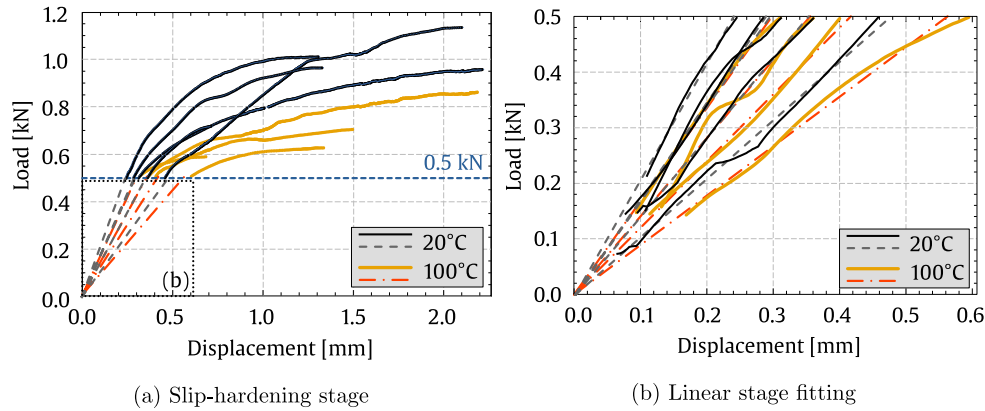 1.2
1.0
0.8
0.6
0.4
0.2
0.0
Load [kN]
0.5 kN
(b)
20°C
100°C
0.0 0.5 1.0 1.5 2.0
Displacement [mm]
(a) Slip-hardening stage
0.5
0.4
0.3
0.2
0.1
0.0
Load [kN]
20°C
100°C
0.0 0.1 0.2 0.3 0.4 0.5 0.6
Displacement [mm]
(b) Linear stage fitting